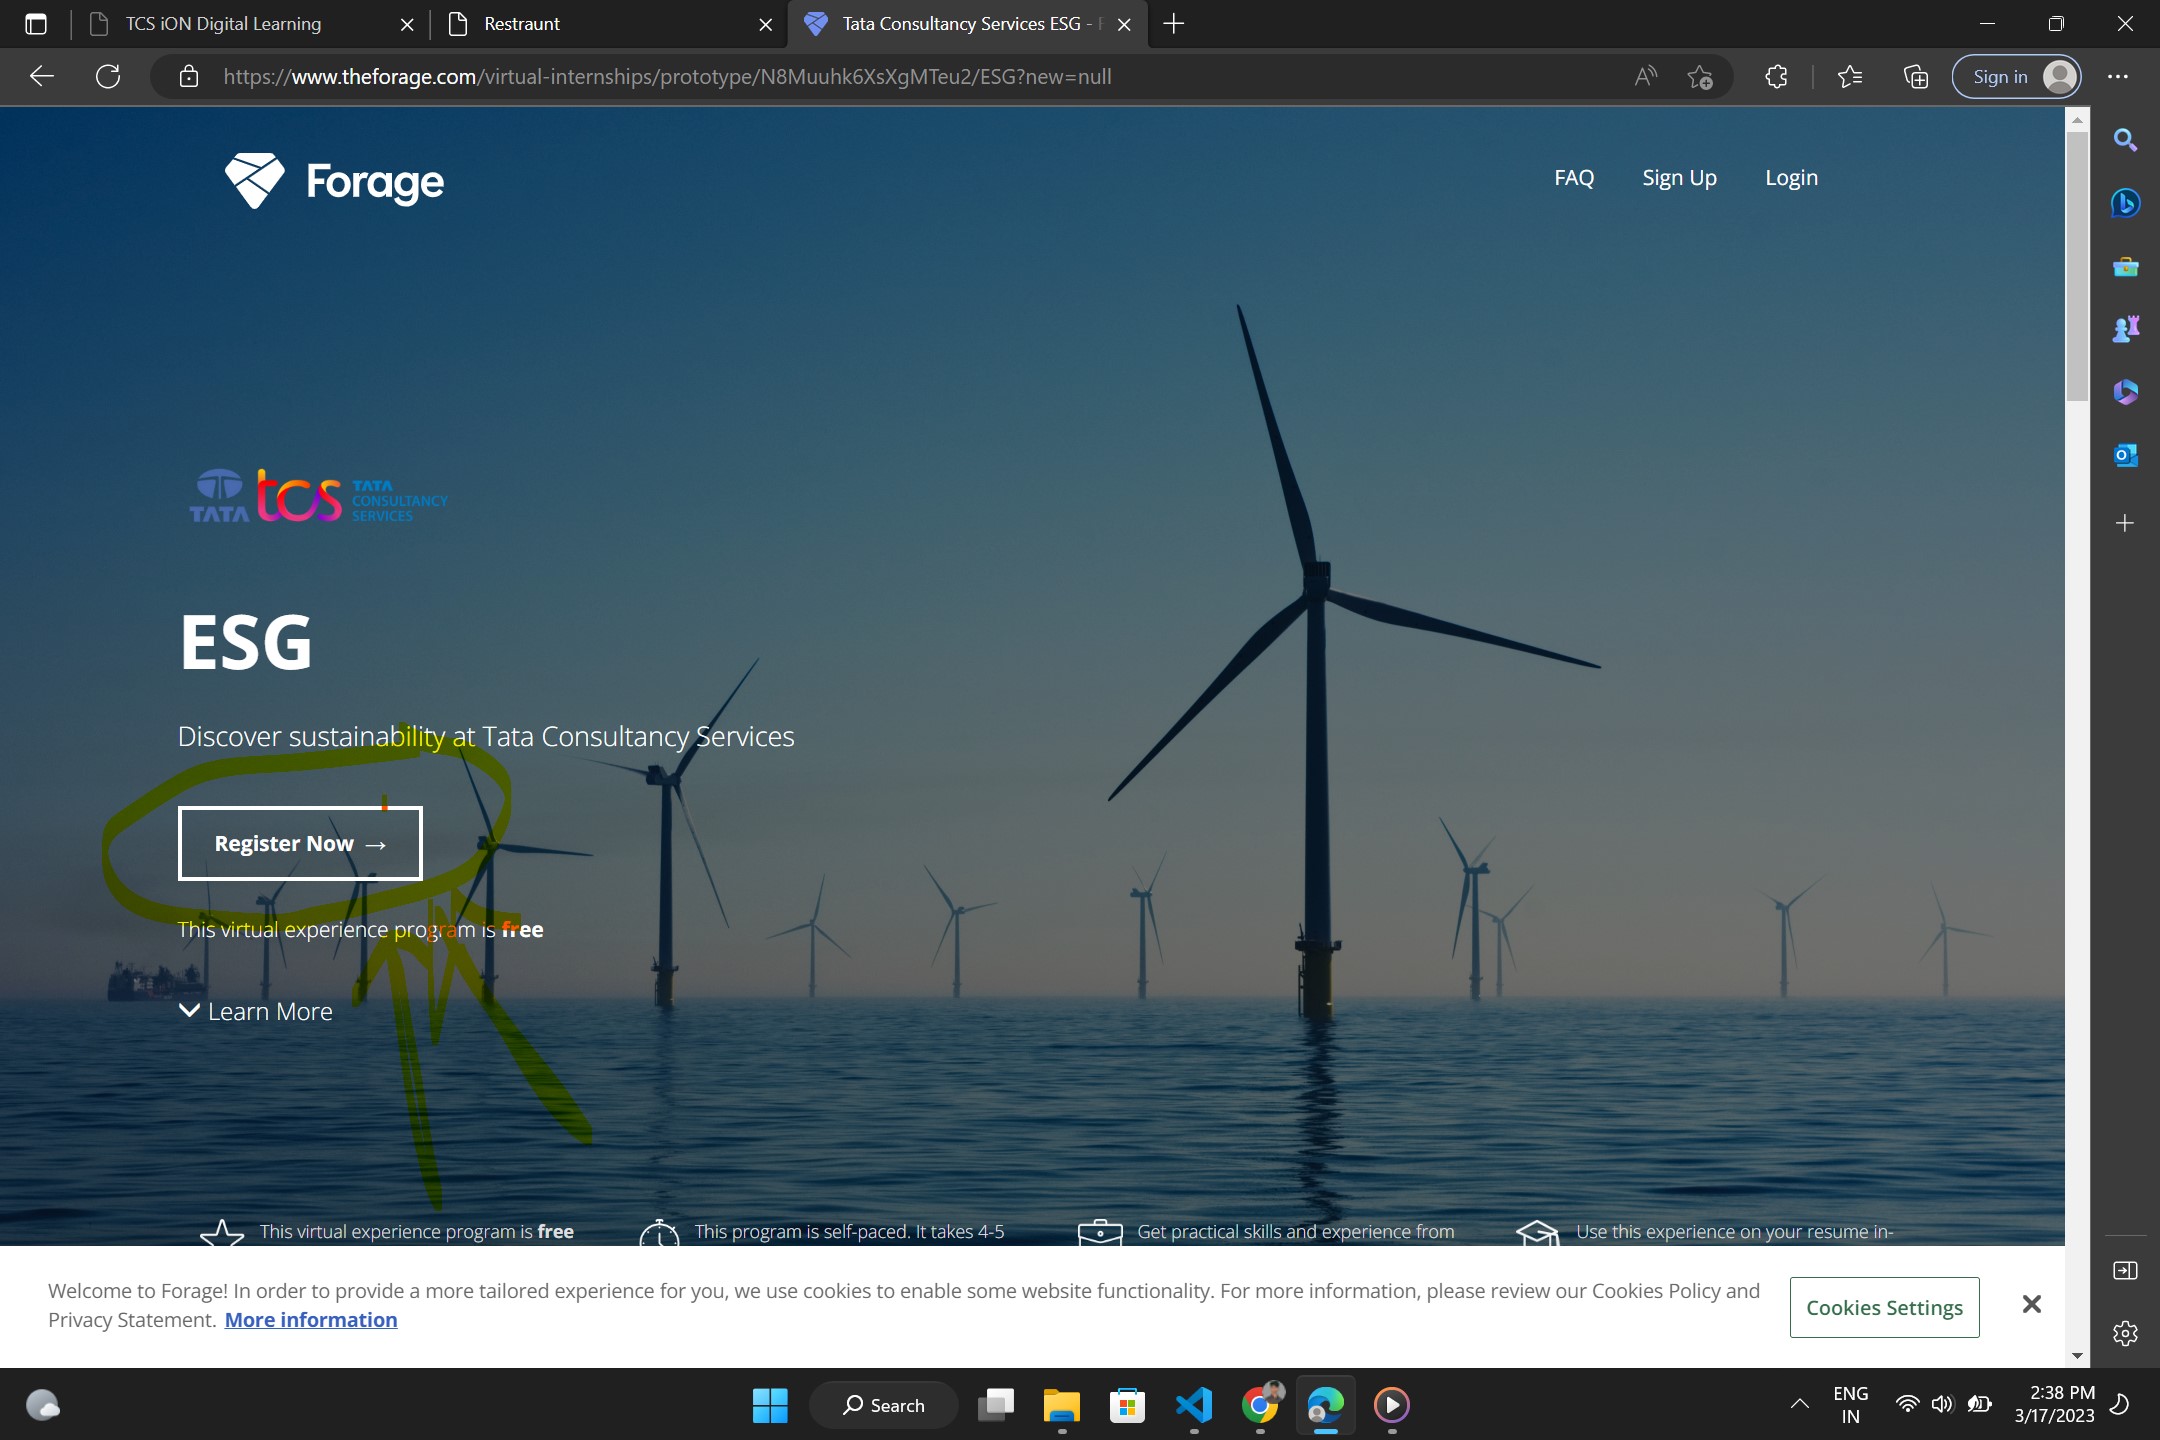 TCS iON Digital Learning
Restraunt
Tata Consultancy Services ESG -
https://www.theforage.com/virtual-internships/prototype/N8Muuhk6XsXgMTeu2/ESG?new=null
Sign in
Forage
FAQ
Sign Up
Login
TATA
tcs
TATA
CONSULTANCY
SERVICES
ESG
Discover sustainability at Tata Consultancy Services
Register Now →
This virtual experience program is free
Learn More
This virtual experience program is free
This program is self-paced. It takes 4-5
Get practical skills and experience from
Use this experience on your resume in-
Welcome to Forage! In order to provide a more tailored experience for you, we use cookies to enable some website functionality. For more information, please review our Cookies Policy and
Privacy Statement. More information
Cookies Settings
Search
ENG
IN
2:38 PM
3/17/2023